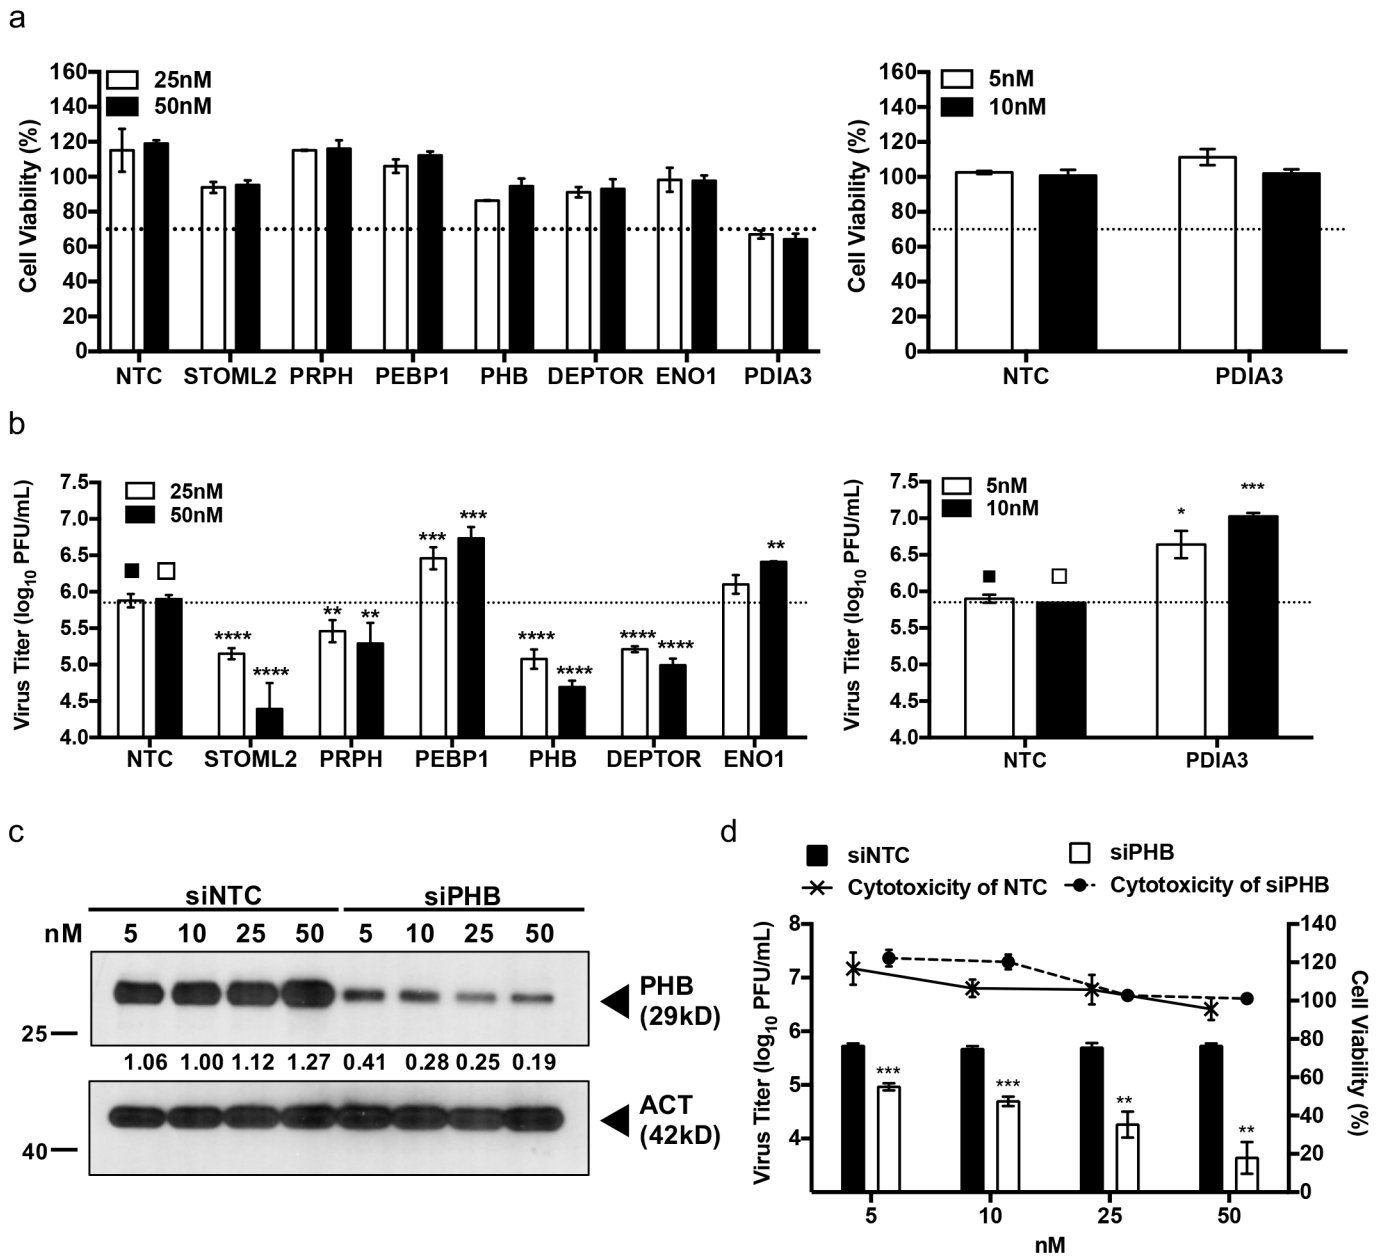 a
160
140
120
100
80
60
40
20
0
Cell Viability (%)
25nM
50nM
NTC STOML2 PRPH PEBP1 PHB DEPTOR ENO1 PDIA3
160
140
120
100
80
60
40
20
0
Cell Viability (%)
5nM
10nM
NTC PDIA3
b
7.5
7.0
6.5
6.0
5.5
5.0
4.5
4.0
Virus Titer (log10 PFU/mL)
25nM
50nM
**** **** ** ** *** *** **** **** **** **** **
NTC STOML2 PRPH PEBP1 PHB DEPTOR ENO1
7.5
7.0
6.5
6.0
5.5
5.0
4.5
4.0
Virus Titer (log10 PFU/mL)
5nM
10nM
* ***
NTC PDIA3
c
siNTC siPHB
nM 5 10 25 50 5 10 25 50
PHB
(29kD)
25
1.06 1.00 1.12 1.27 0.41 0.28 0.25 0.19
ACT
(42kD)
40
d
siNTC siPHB
Cytotoxicity of NTC Cytotoxicity of siPHB
8
7
6
5
4
Virus Titer (log10 PFU/mL)
140
120
100
80
60
40
20
0
Cell Viability (%)
*** *** ** **
5 10 25 50
nM